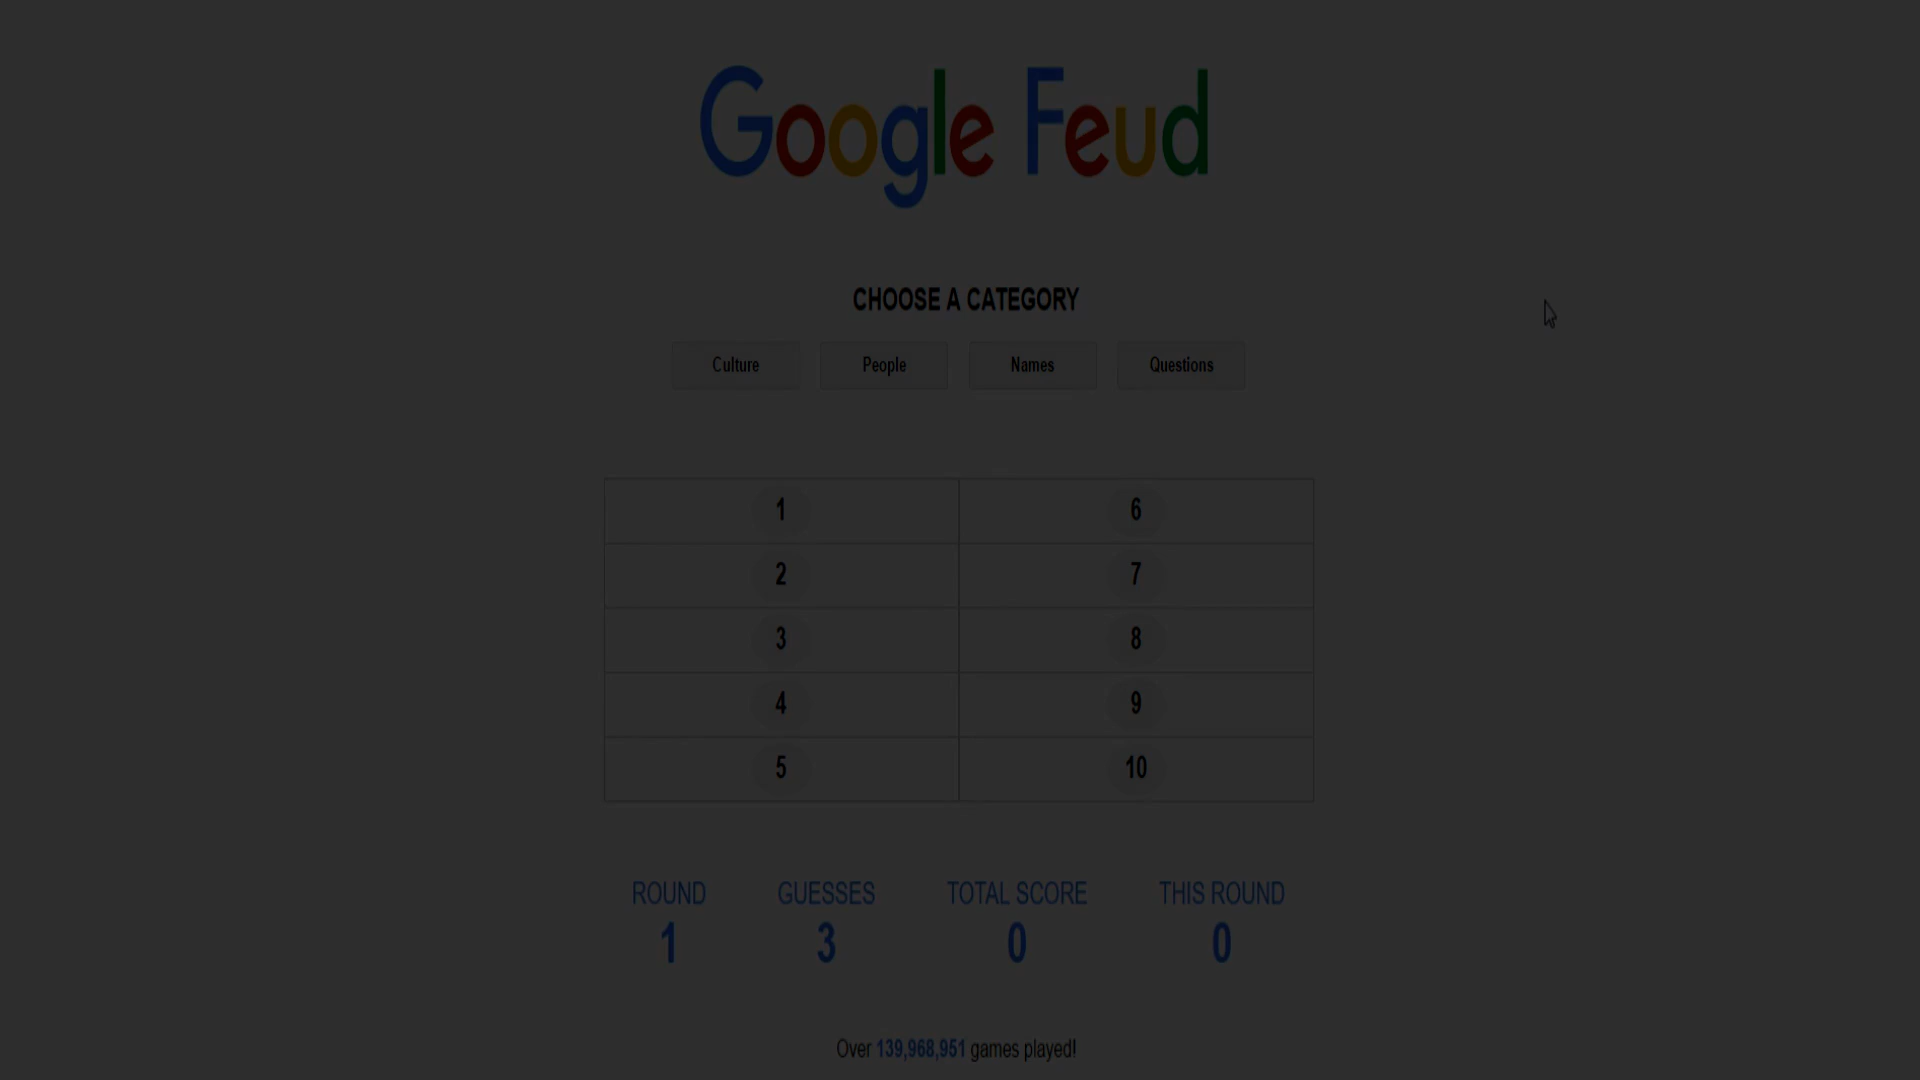 Google Feud
CHOOSE A CATEGORY
Culture People Names Questions
1 6
2 7
3 8
4 9
5 10
ROUND GUESSES TOTAL SCORE THIS ROUND
1 3 0 0
Over 139,968,951 games played!